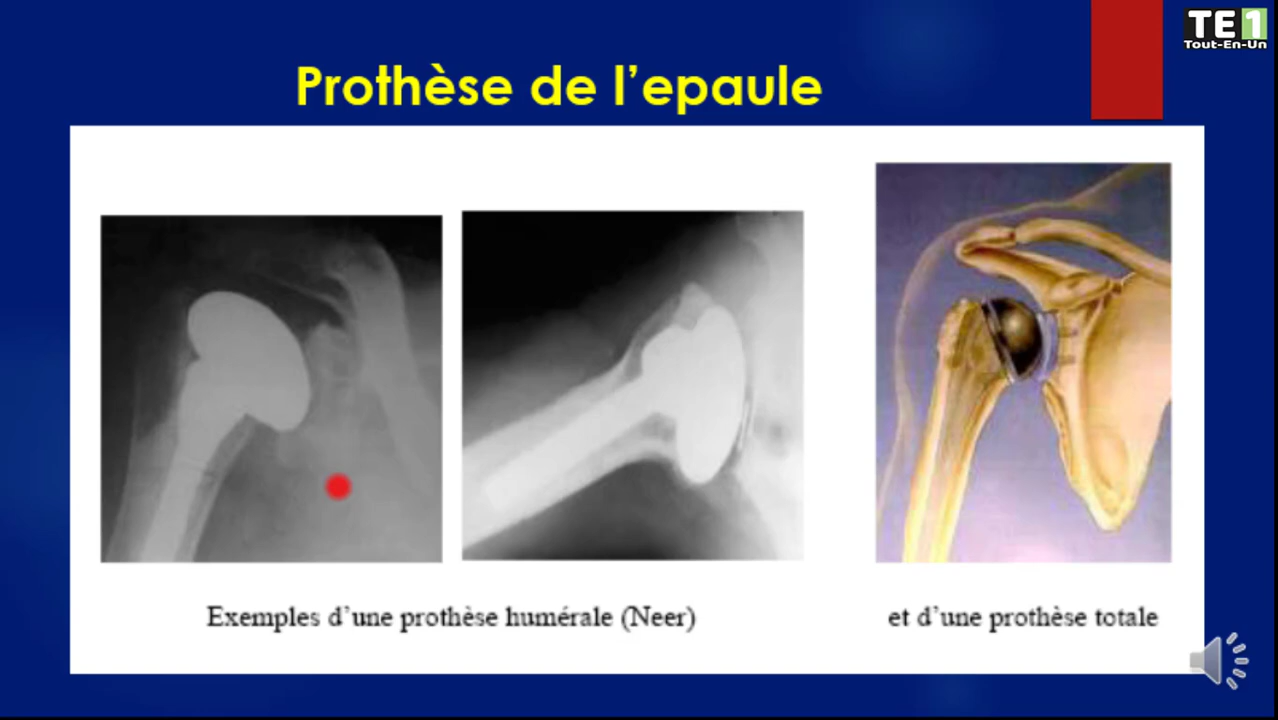 TE1
Tout-En-Un
Prothèse de l’epaule
Exemples d’une prothèse humérale (Neer)
et d’une prothèse totale